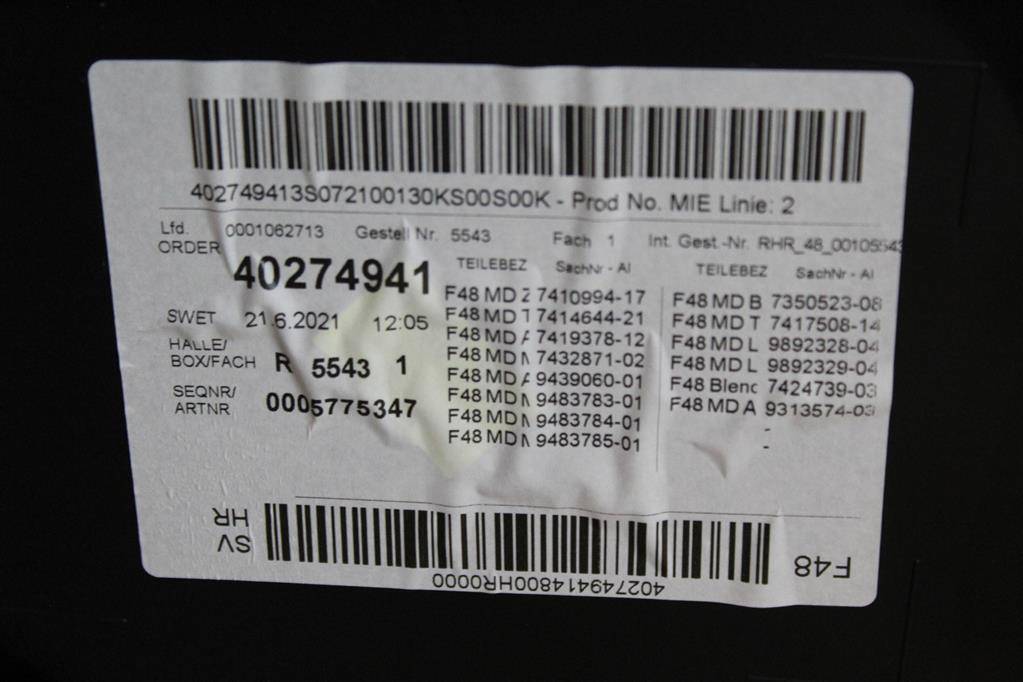 402749413S072100130KS00S00K - Prod No. MIE Linie: 2
Lfd. 0001062713 Gestell Nr. 5543 Fach 1 Int. Gest.-Nr. RHR_48_00105543
ORDER 40274941
TEILEBEZ SachNr - AI
F48 MD 2 7410994-17
F48 MD T 7414644-21
F48 MD A 7419378-12
F48 MD M 7432871-02
F48 MD A 9439060-01
F48 MD M 9483783-01
F48 MD M 9483784-01
F48 MD M 9483785-01
TEILEBEZ SachNr - AI
F48 MD B 7350523-08
F48 MD T 7417508-14
F48 MD L 9892328-04
F48 MD L 9892329-04
F48 Blenc 7424739-03
F48 MD A 9313574-03
-
-
SWET 21.6.2021 12:05
HALLE/
BOX/FACH R 5543 1
SEQNR/
ARTNR 0005775347
F48
SV
HR
402749414800HR0000